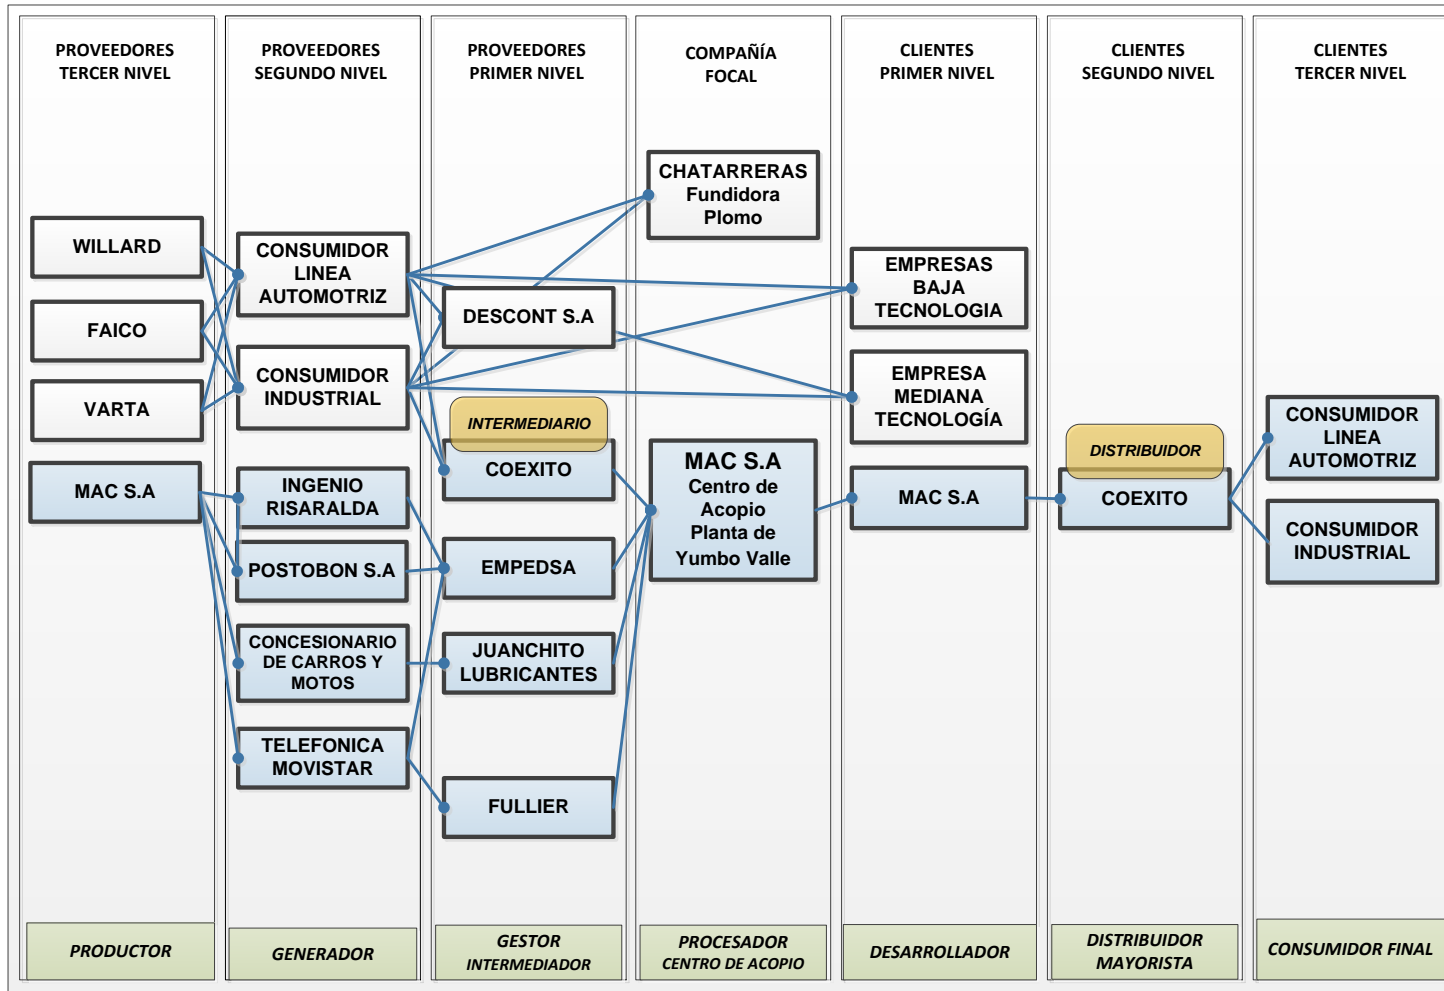 PROVEEDORES
TERCER NIVEL
PROVEEDORES
SEGUNDO NIVEL
PROVEEDORES
PRIMER NIVEL
COMPAÑÍA
FOCAL
CLIENTES
PRIMER NIVEL
CLIENTES
SEGUNDO NIVEL
CLIENTES
TERCER NIVEL
WILLARD
FAICO
VARTA
MAC S.A
CONSUMIDOR
LINEA
AUTOMOTRIZ
CONSUMIDOR
INDUSTRIAL
INGENIO
RISARALDA
POSTOBON S.A
CONCESIONARIO
DE CARROS Y
MOTOS
TELEFONICA
MOVISTAR
DESCONT S.A
INTERMEDIARIO
COEXITO
EMPEDSA
JUANCHITO
LUBRICANTES
FULLIER
CHATARRERAS
Fundidora
Plomo
MAC S.A
Centro de
Acopio
Planta de
Yumbo Valle
EMPRESAS
BAJA
TECNOLOGIA
EMPRESA
MEDIANA
TECNOLOGÍA
MAC S.A
DISTRIBUIDOR
COEXITO
CONSUMIDOR
LINEA
AUTOMOTRIZ
CONSUMIDOR
INDUSTRIAL
PRODUCTOR
GENERADOR
GESTOR
INTERMEDIADOR
PROCESADOR
CENTRO DE ACOPIO
DESARROLLADOR
DISTRIBUIDOR
MAYORISTA
CONSUMIDOR FINAL